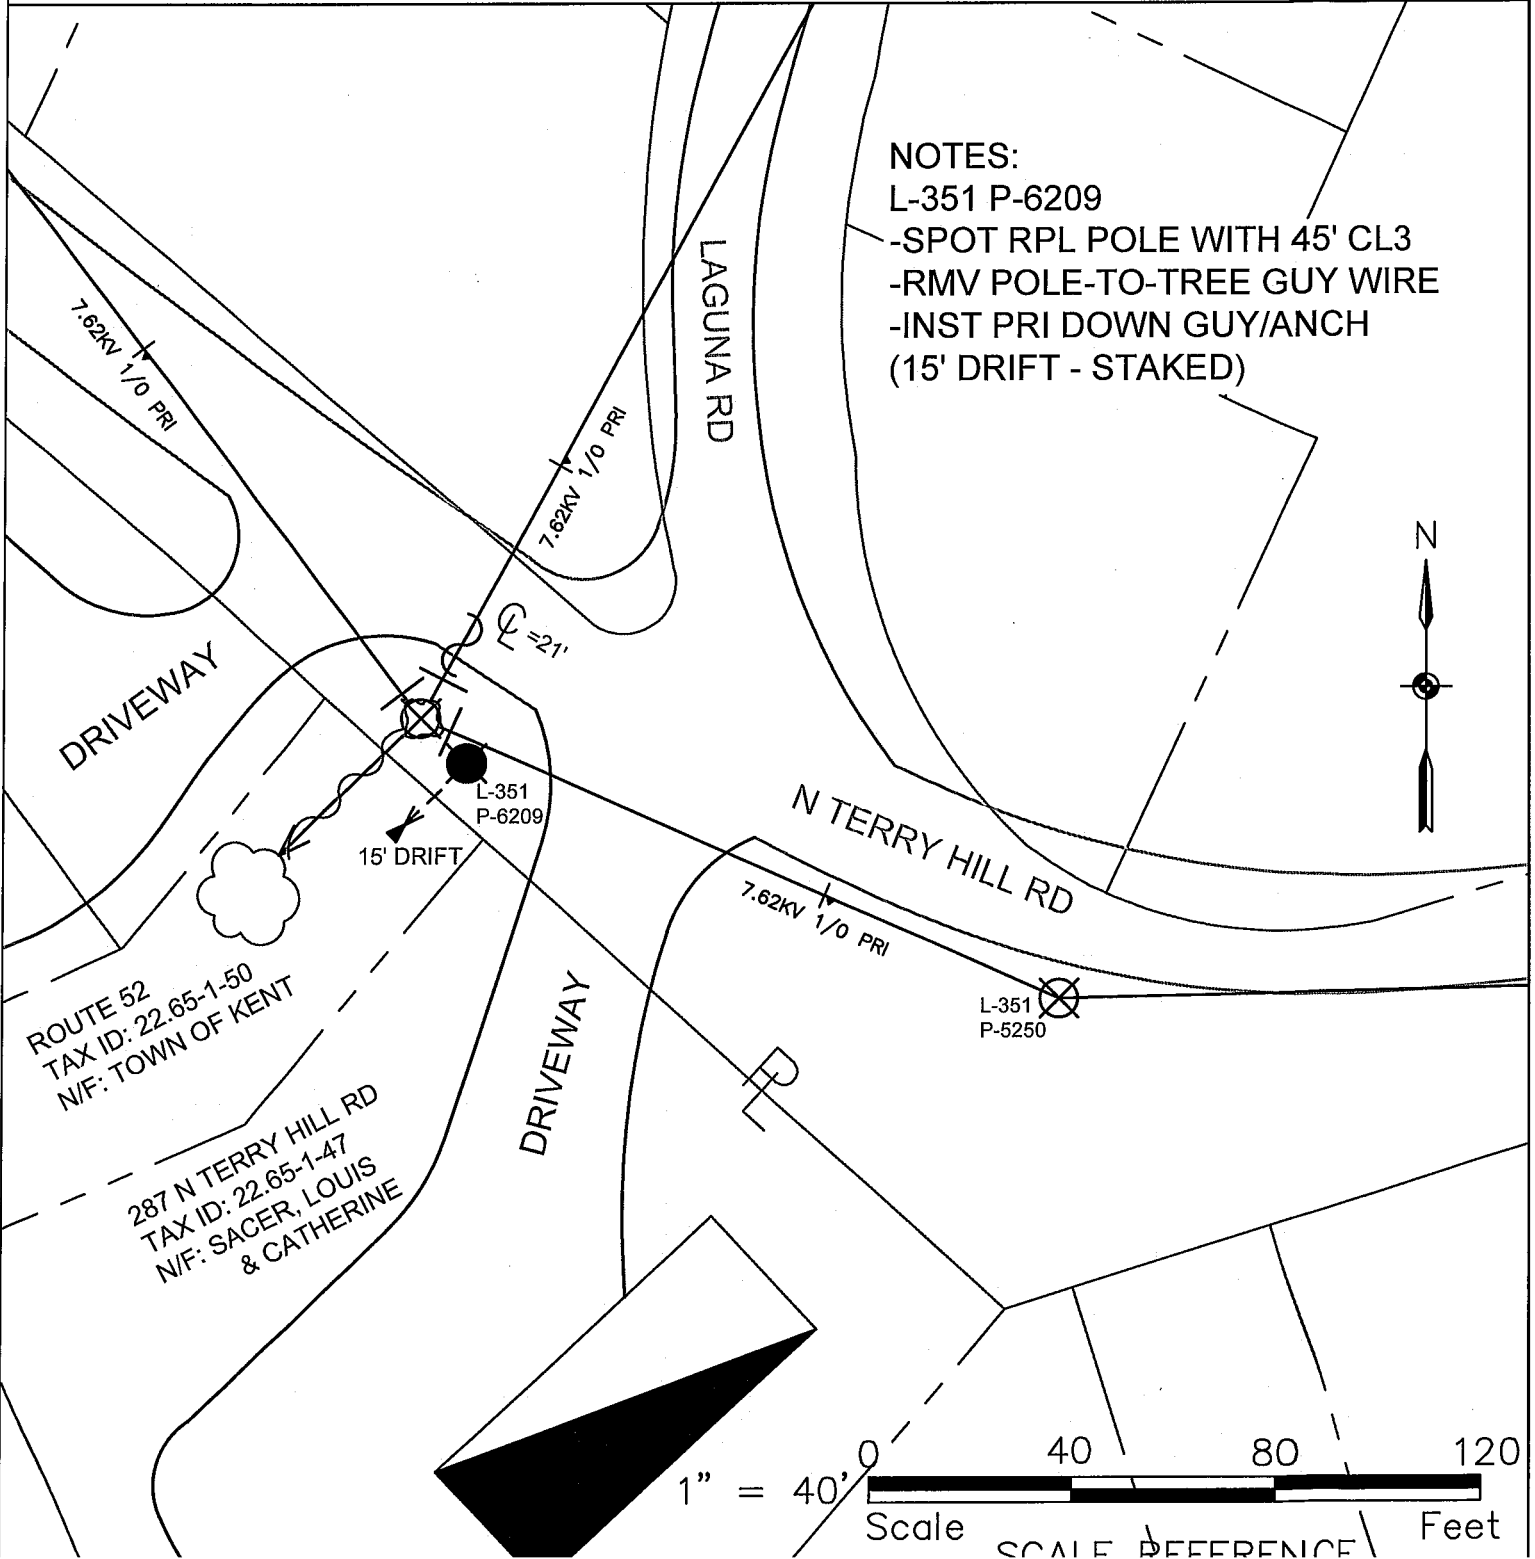 NOTES:
L-351 P-6209
-SPOT RPL POLE WITH 45' CL3
-RMV POLE-TO-TREE GUY WIRE
-INST PRI DOWN GUY/ANCH
(15' DRIFT - STAKED)
LAGUNA RD
7.62KV 1/0 PRI
7.62KV 1/0 PRI
N
℄ =21'
DRIVEWAY
L-351
P-6209
15' DRIFT
N TERRY HILL RD
7.62KV 1/0 PRI
L-351
P-5250
ROUTE 52
TAX ID: 22.65-1-50
N/F: TOWN OF KENT
DRIVEWAY
PL
287 N TERRY HILL RD
TAX ID: 22.65-1-47
N/F: SACER, LOUIS
& CATHERINE
0 40 80 120
1" = 40'
Scale Feet
SCALE REFERENCE